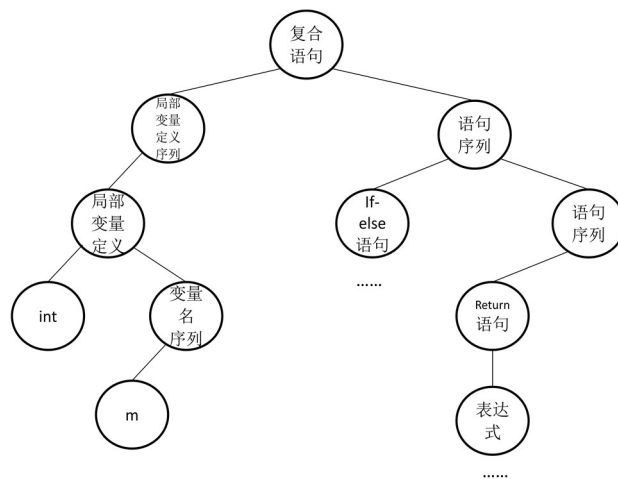 复合
语句
局部
变量
定义
序列
语句
序列
局部
变量
定义
If-
else
语句
语句
序列
......
int
变量
名
序列
Return
语句
m
表达
式
......